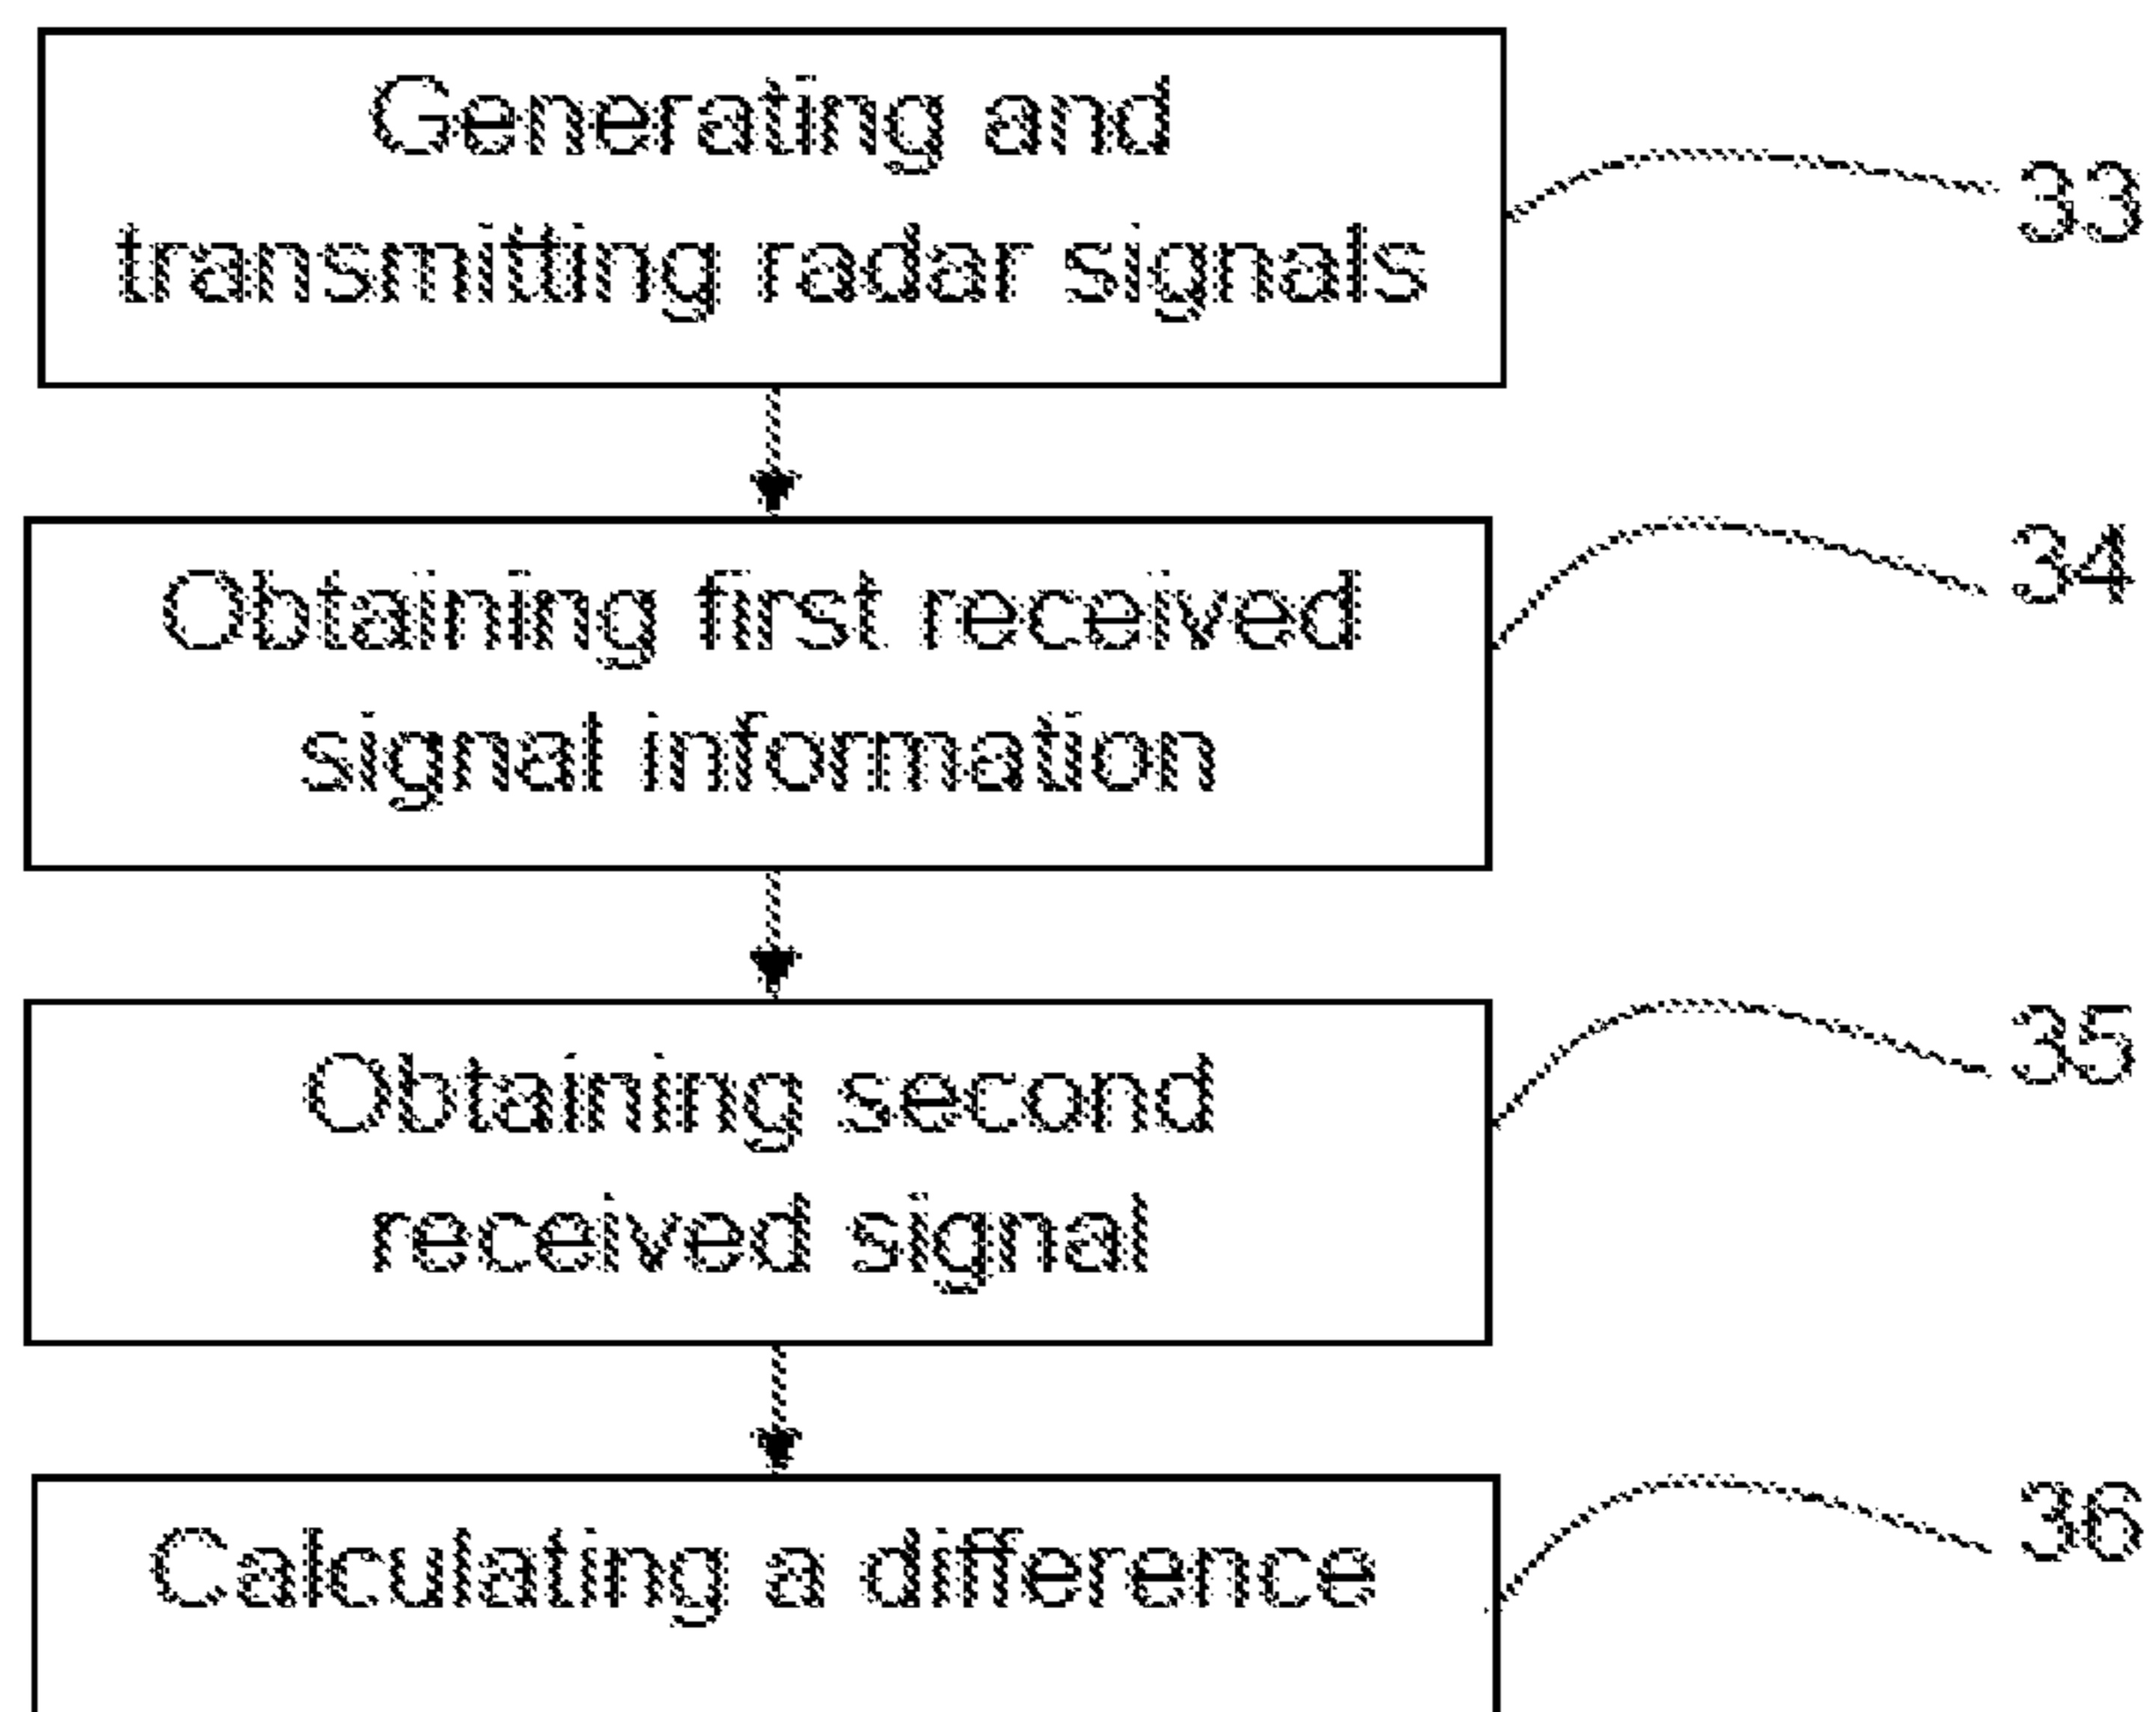 Generating and
transmitting radar signals
33
Obtaining first received
signal information
34
Obtaining second
received signal
35
Calculating a difference
36